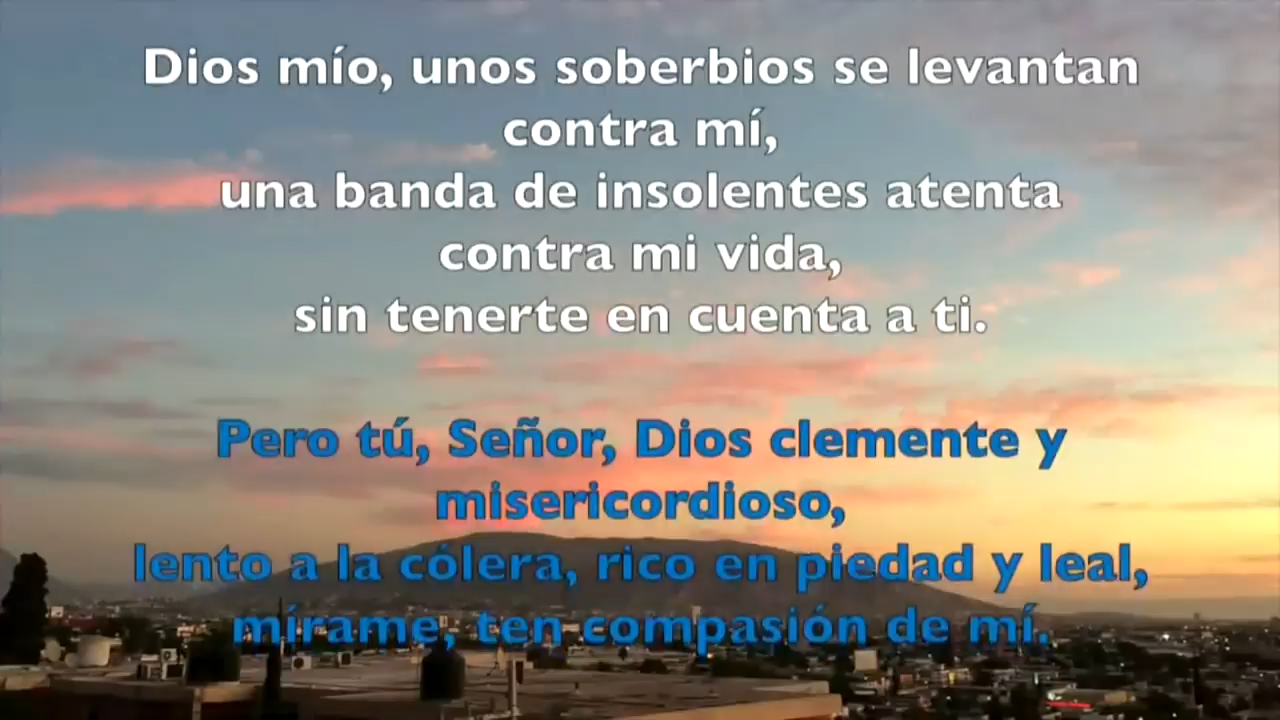 Dios mío, unos soberbios se levantan
contra mí,
una banda de insolentes atenta
contra mi vida,
sin tenerte en cuenta a ti.
Pero tú, Señor, Dios clemente y
misericordioso,
lento a la cólera, rico en piedad y leal,
mírame, ten compasión de mí.